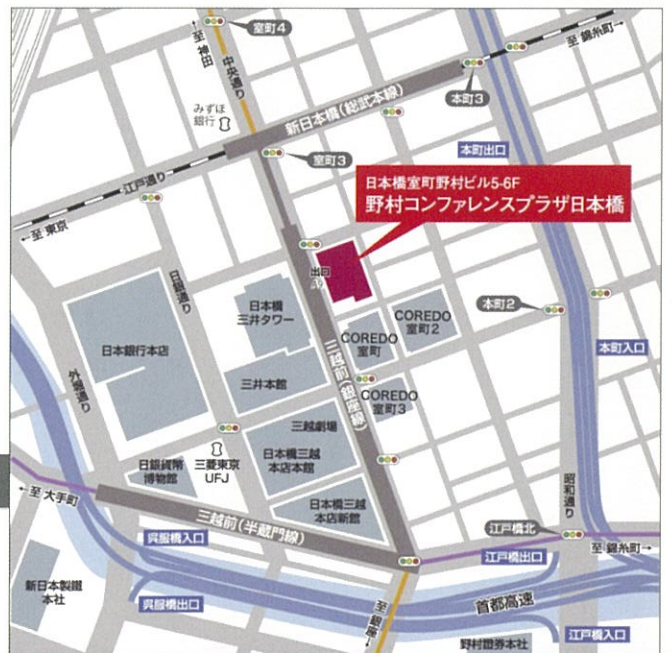 室町4
←至 神田
中央通り
至 錦糸町→
みずほ
銀行
新日本橋(総武本線)
本町3
室町3
本町出口
日本橋室町野村ビル5-6F
野村コンファレンスプラザ日本橋
江戸通り
←至 東京
出口
日銀通り
日本橋
三井タワー
COREDO
室町2
COREDO
室町
本町2
日本銀行本店
本町入口
外堀通り
三井本館
三越前(銀座線)
COREDO
室町3
三越劇場
日本橋三越
本店本館
日銀貨幣
博物館
三菱東京
UFJ
昭和通り
←至 大手町
日本橋三越
本店新館
三越前(半蔵門線)
呉服橋入口
江戸橋北
江戸橋出口
至 錦糸町→
新日本製鐵
本社
呉服橋出口
至 銀座→
首都高速
江戸橋入口
野村證券本社